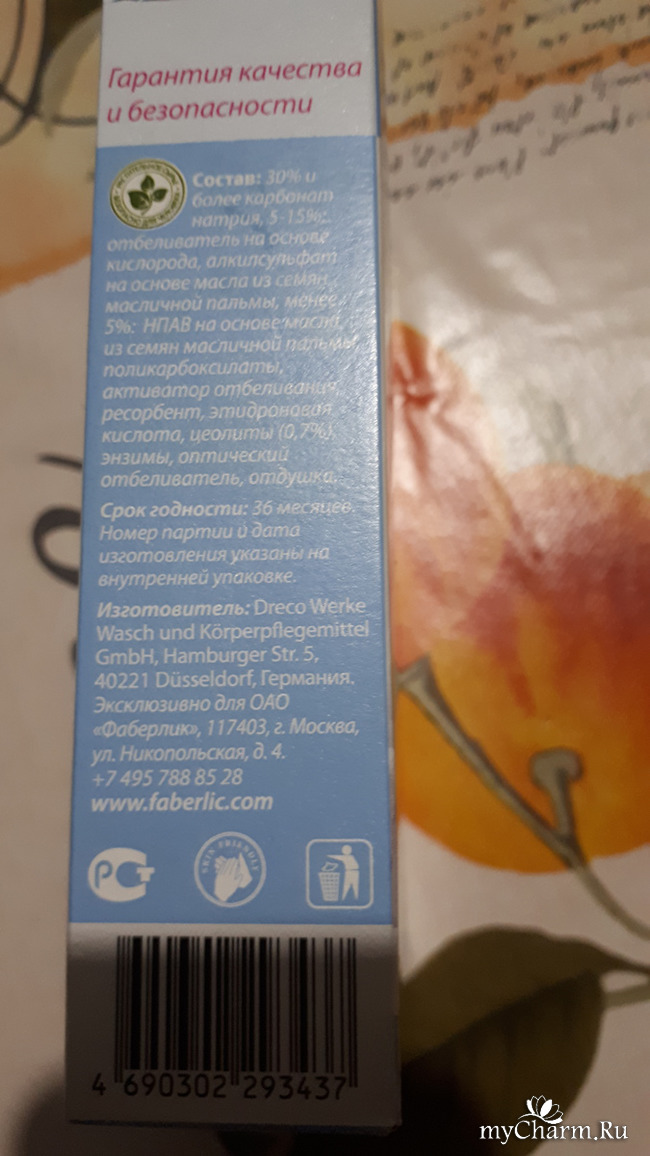 Гарантия качества
и безопасности
Состав: 30% и
более карбонат
натрия, 5-15%:
отбеливатель на основе
кислорода, алкилсульфат
на основе масла из семян
масличной пальмы, менее
5%: НПАВ на основе масла
из семян масличной пальмы,
поликарбоксилаты,
активатор отбеливания,
ресорбент, этидроновая
кислота, цеолиты (0,7%),
энзимы, оптический
отбеливатель, отдушка.
Срок годности: 36 месяцев.
Номер партии и дата
изготовления указаны на
внутренней упаковке.
Изготовитель: Dreco Werke
Wasch und Körperpflegemittel
GmbH, Hamburger Str. 5,
40221 Düsseldorf, Германия.
Эксклюзивно для ОАО
«Фаберлик», 117403, г. Москва,
ул. Никопольская, д. 4.
+7 495 788 85 28
www.faberlic.com
РСТ
SKIN FRIENDLY
4 690302 293437
myCharm.Ru